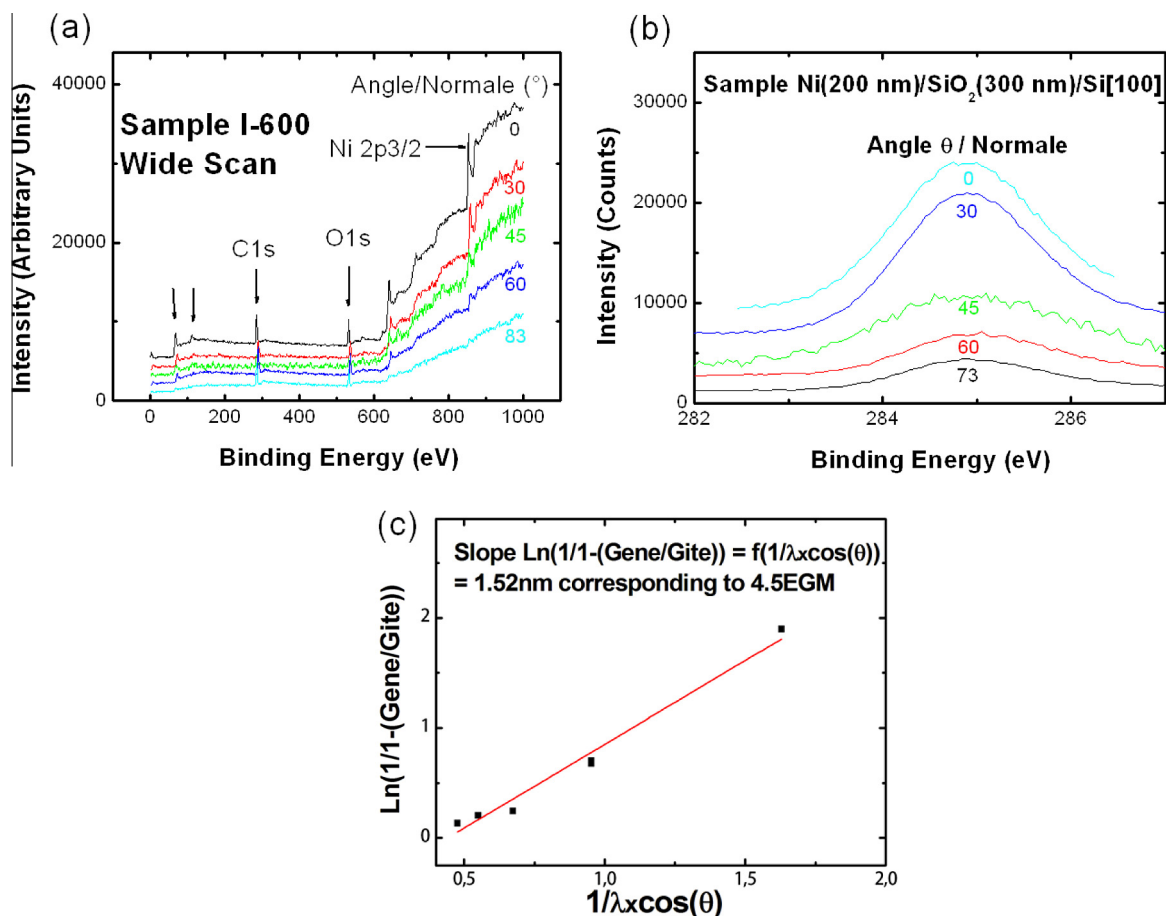 (a)
Intensity (Arbitrary Units)
40000
20000
0
Sample I-600
Wide Scan
Angle/Normale (°)
Ni 2p3/2
C1s
O1s
0
30
45
60
83
0 200 400 600 800 1000
Binding Energy (eV)
(b)
Intensity (Counts)
30000
20000
10000
0
Sample Ni(200 nm)/SiO2(300 nm)/Si[100]
Angle θ / Normale
0
30
45
60
73
282 284 286
Binding Energy (eV)
(c)
Ln(1/1-(Gene/Gite))
2
1
0
Slope Ln(1/1-(Gene/Gite)) = f(1/λxcos(θ))
= 1.52nm corresponding to 4.5EGM
0,5 1,0 1,5 2,0
1/λxcos(θ)